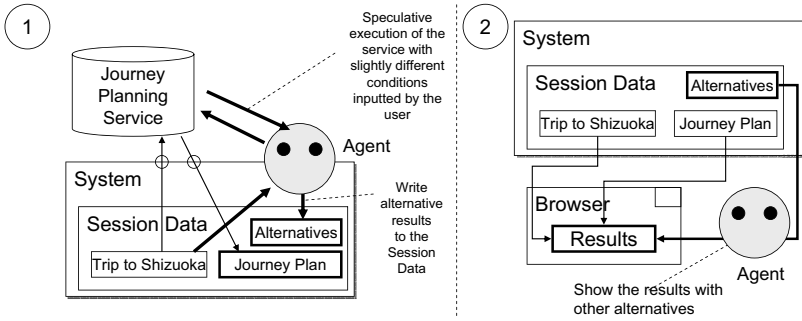 1
Journey
Planning
Service
Speculative
execution of the
service with
slightly different
conditions
inputted by the
user
Agent
System
Session Data
Alternatives
Trip to Shizuoka
Journey Plan
Write
alternative
results
to the
Session
Data
2
System
Session Data
Alternatives
Trip to Shizuoka
Journey Plan
Browser
Results
Agent
Show the results with
other alternatives